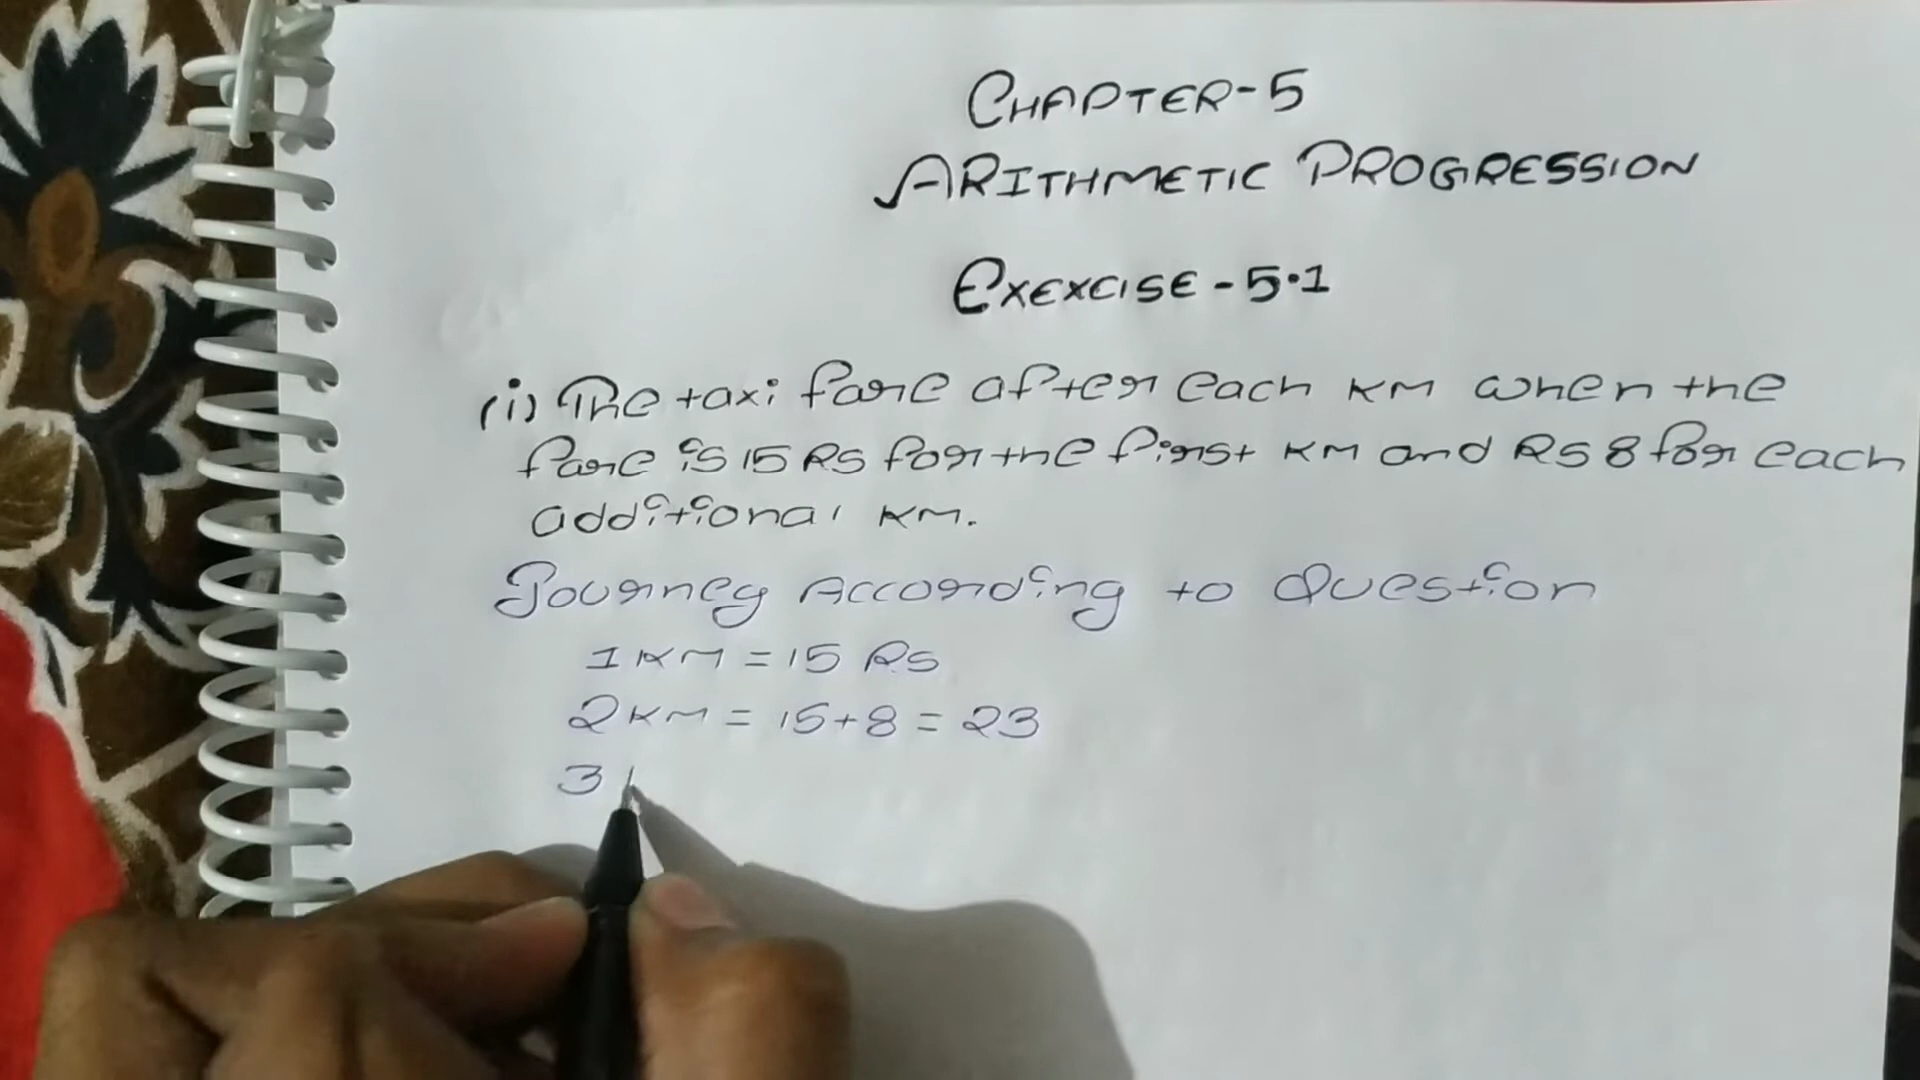 CHAPTER-5
ARITHMETIC PROGRESSION
EXEXCISE-5.1
(i) The taxi fare after each KM when the
fare is 15 RS for the first KM and RS 8 for each
additional KM.
Journey According to Question
1 KM = 15 RS
2 KM = 15+8 = 23
3